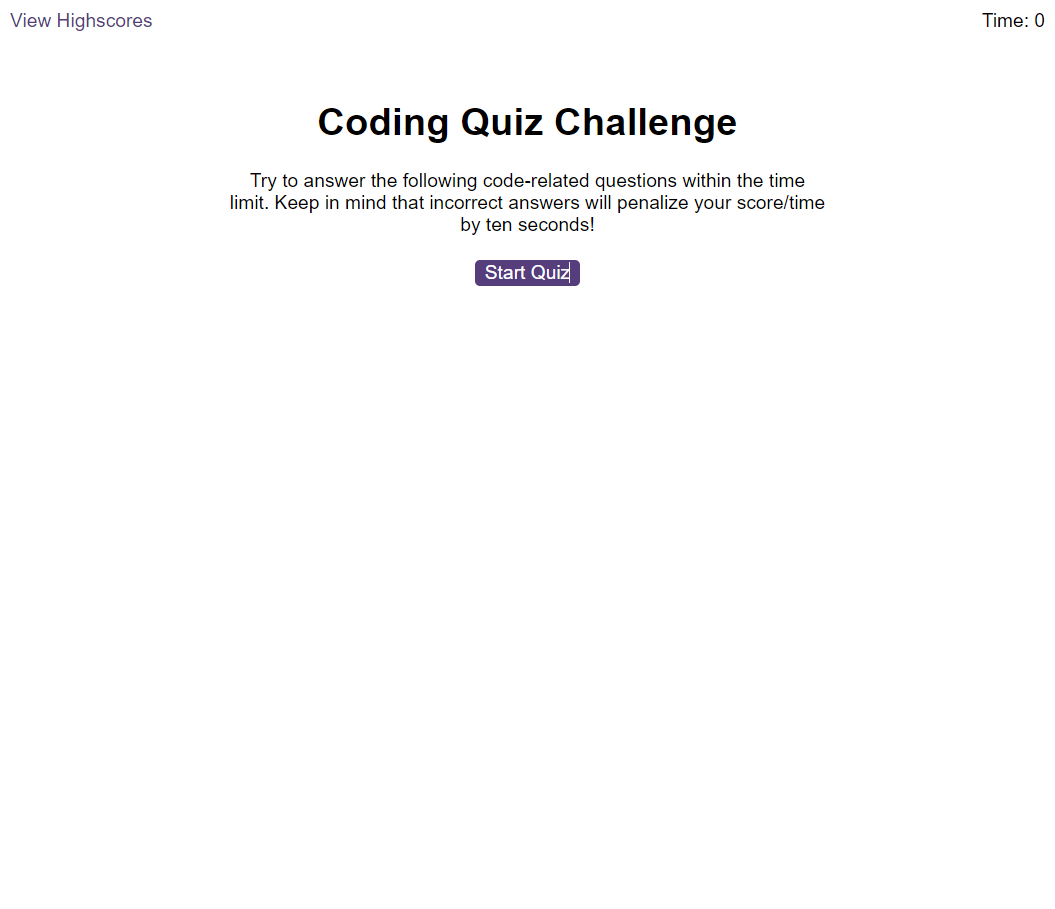 View Highscores
Time: 0
Coding Quiz Challenge
Try to answer the following code-related questions within the time
limit. Keep in mind that incorrect answers will penalize your score/time
by ten seconds!
Start Quiz